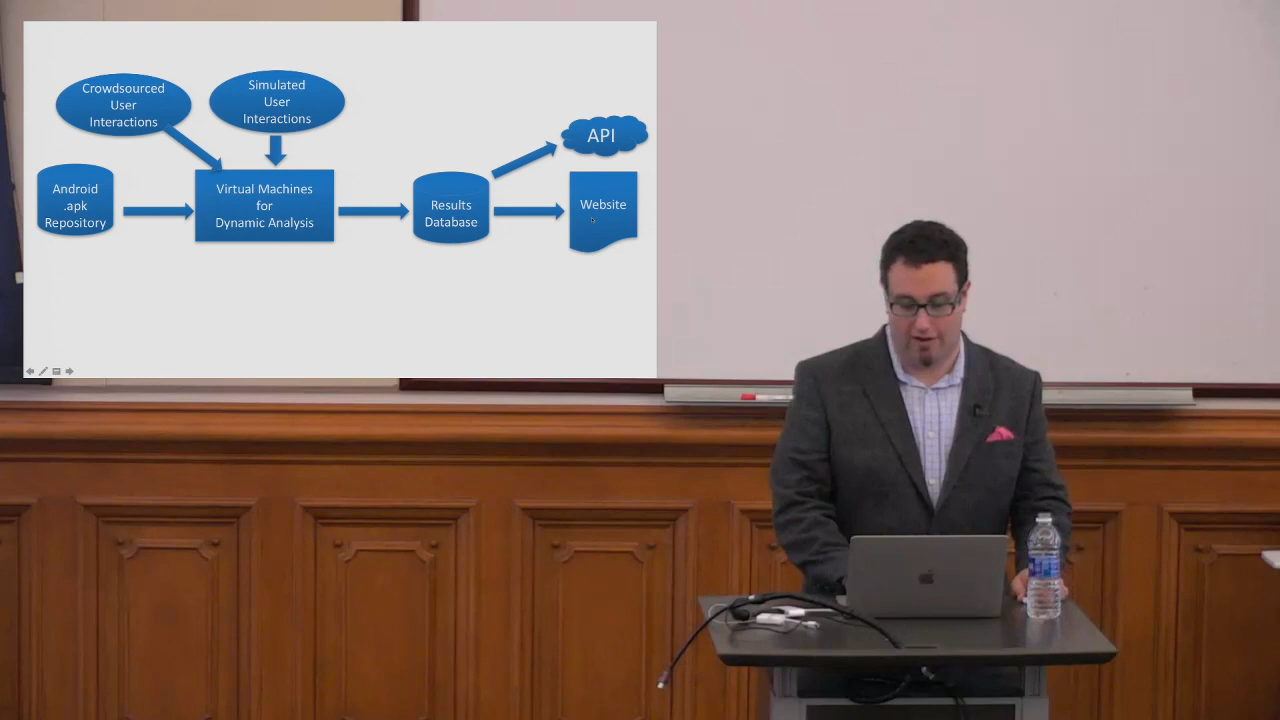 Crowdsourced
User
Interactions
Simulated
User
Interactions
API
Android
.apk
Repository
Virtual Machines
for
Dynamic Analysis
Results
Database
Website